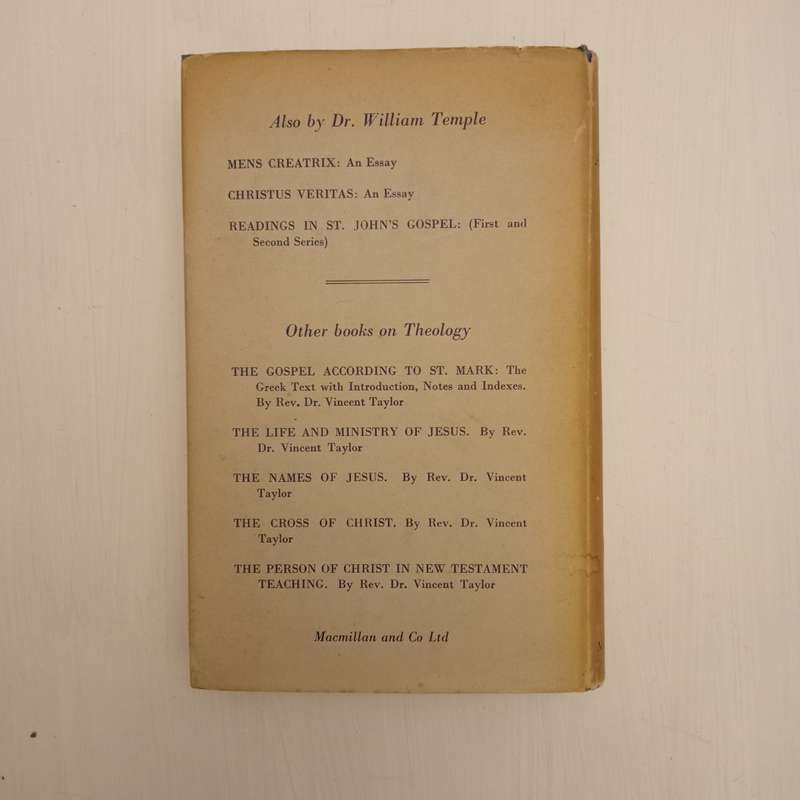 Also by Dr. William Temple
MENS CREATRIX: An Essay
CHRISTUS VERITAS: An Essay
READINGS IN ST. JOHN'S GOSPEL: (First and
Second Series)
Other books on Theology
THE GOSPEL ACCORDING TO ST. MARK: The
Greek Text with Introduction, Notes and Indexes.
By Rev. Dr. Vincent Taylor
THE LIFE AND MINISTRY OF JESUS. By Rev.
Dr. Vincent Taylor
THE NAMES OF JESUS. By Rev. Dr. Vincent
Taylor
THE CROSS OF CHRIST. By Rev. Dr. Vincent
Taylor
THE PERSON OF CHRIST IN NEW TESTAMENT
TEACHING. By Rev. Dr. Vincent Taylor
Macmillan and Co Ltd